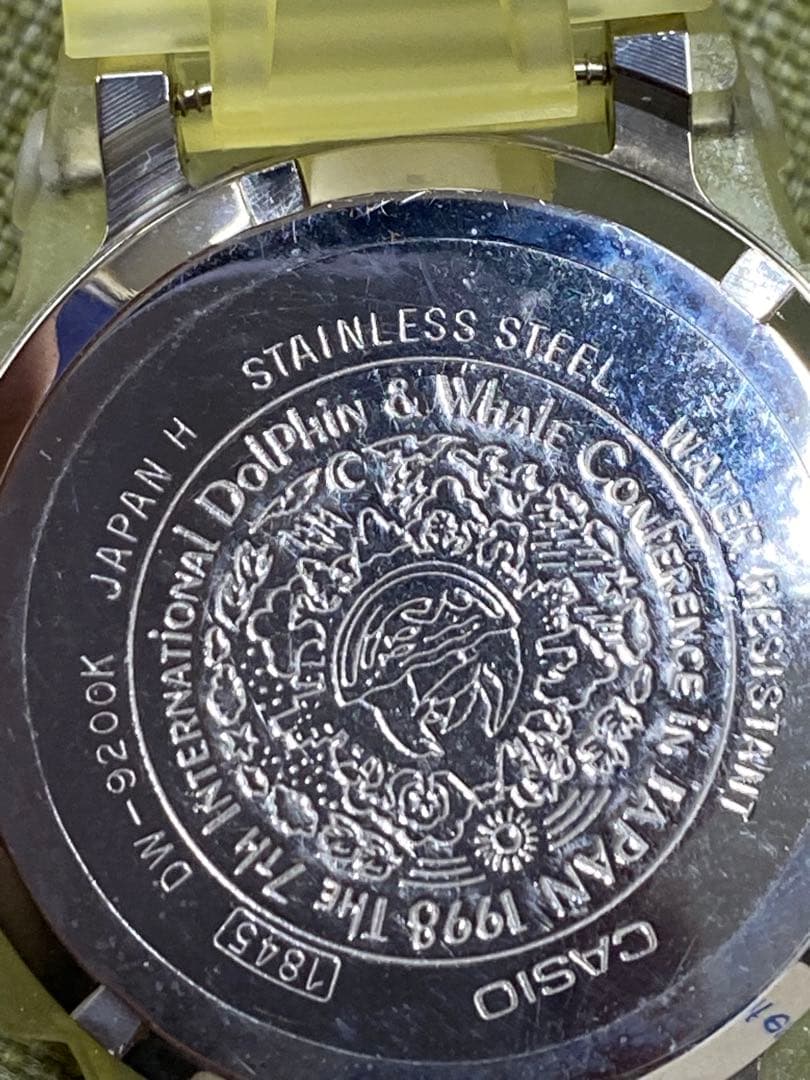 STAINLESS STEEL
WATER RESISTANT
CASIO
1845
DW-9200K
JAPAN H
THE 7th INTERNATIONAL DOLPHIN & WHALE CONFERENCE IN JAPAN 1998